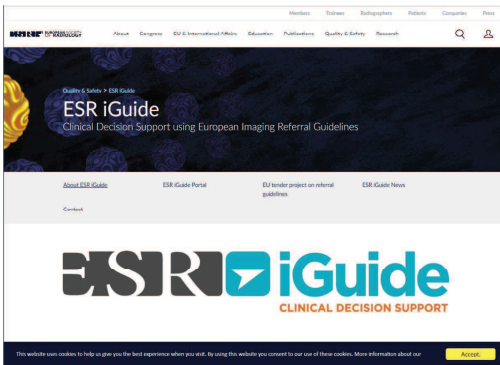 Members Trainees Radiographers Patients Companies Press
EUROPEAN SOCIETY
OF RADIOLOGY
About Congress EU & International Affairs Education Publications Quality & Safety Research
Quality & Safety > ESR iGuide
ESR iGuide
Clinical Decision Support using European Imaging Referral Guidelines
About ESR iGuide ESR iGuide Portal EU tender project on referral ESR iGuide News
guidelines
Contact
ESR iGuide
CLINICAL DECISION SUPPORT
This website uses cookies to help us give you the best experience when you visit. By using this website you consent to our use of these cookies. More information about our Accept.